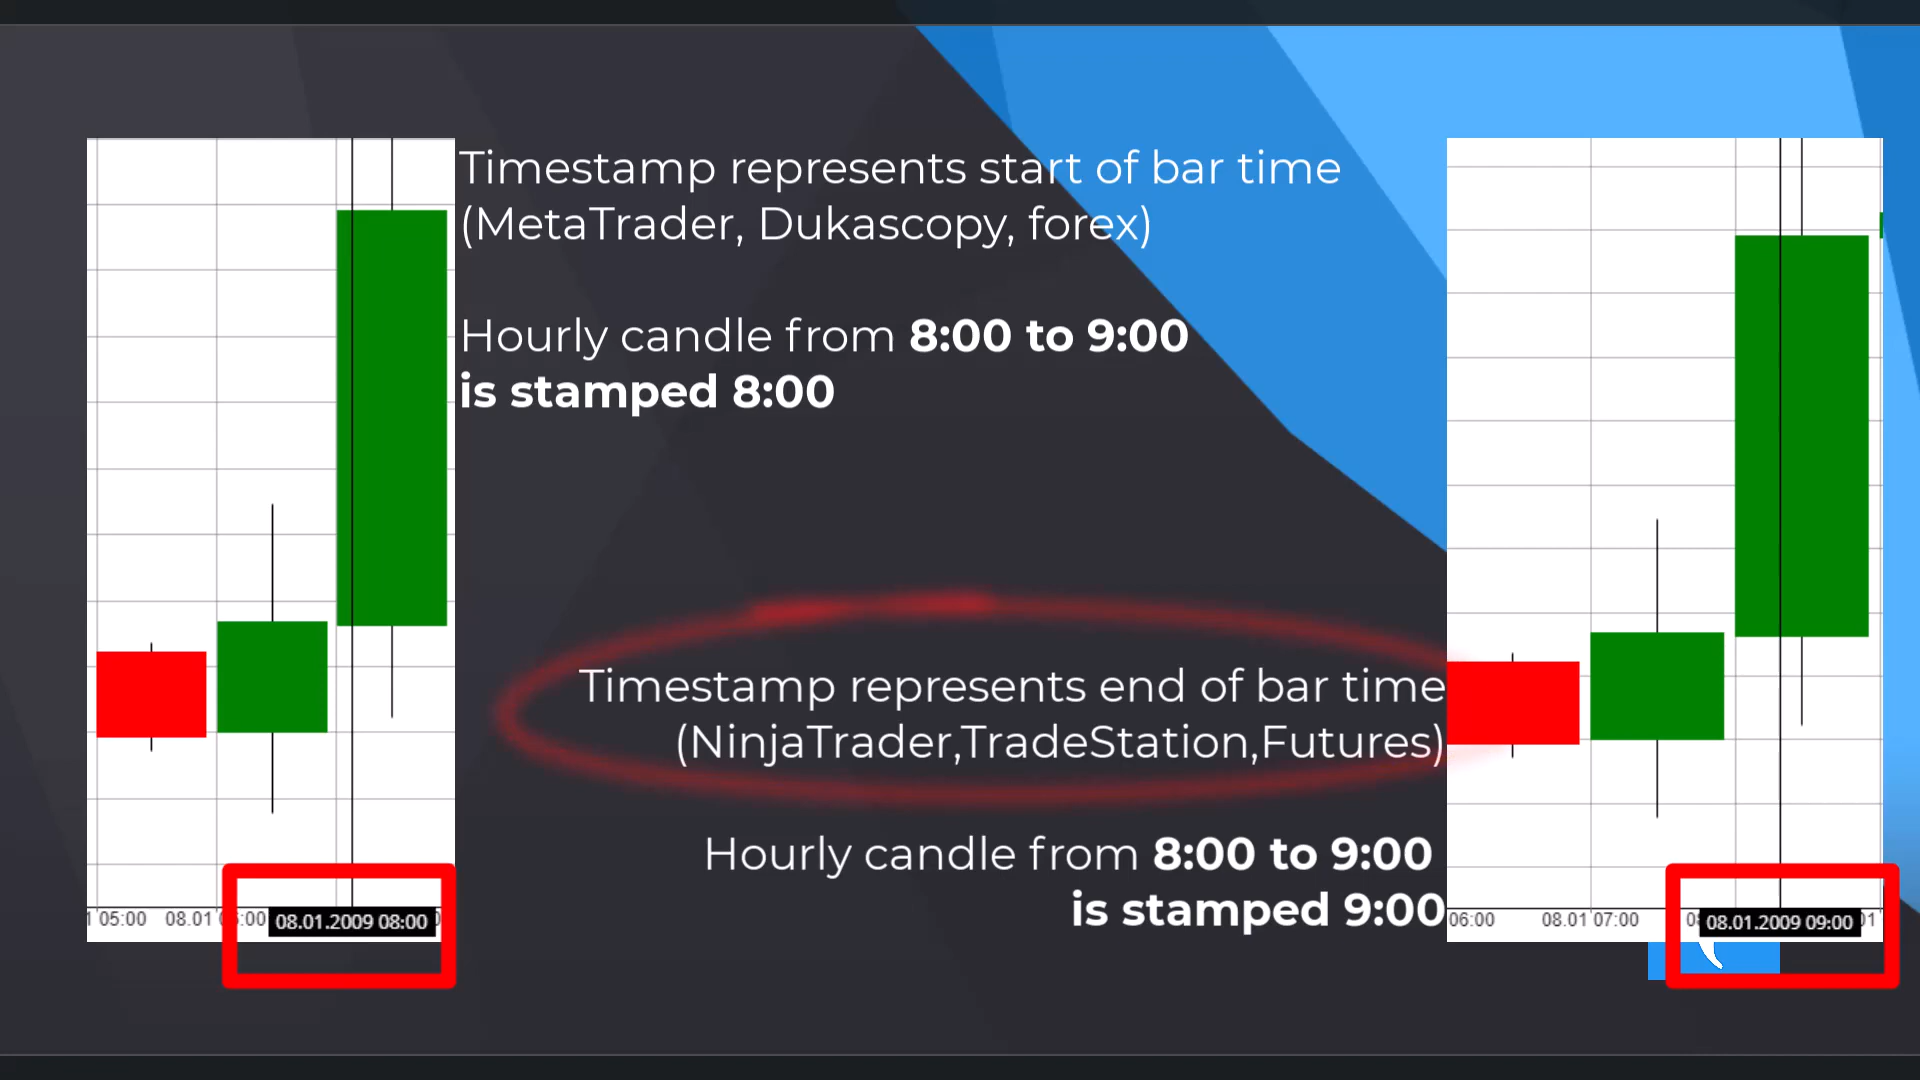 Timestamp represents start of bar time
(MetaTrader, Dukascopy, forex)
Hourly candle from 8:00 to 9:00
is stamped 8:00
Timestamp represents end of bar time
(NinjaTrader,TradeStation,Futures)
Hourly candle from 8:00 to 9:00
is stamped 9:00
05:00 08.01 08.01.2009 08:00
06:00 08.01 07:00 08.01.2009 09:00